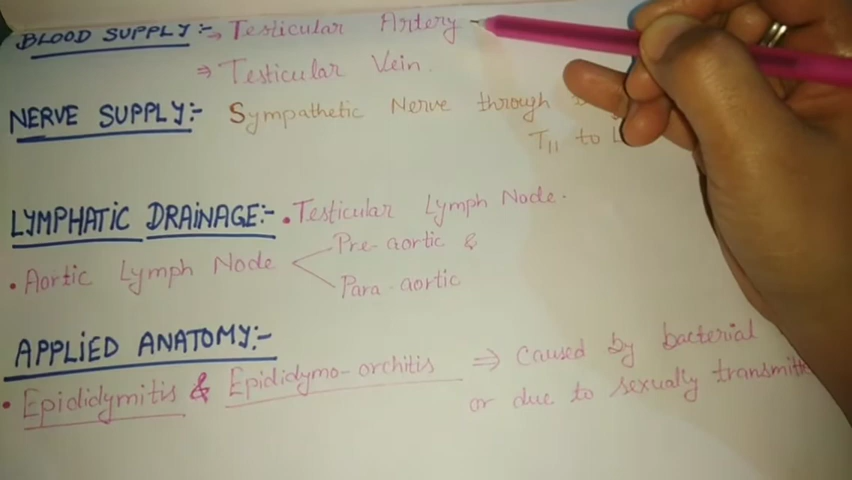 BLOOD SUPPLY :- → Testicular Artery -
⇒ Testicular Vein.
NERVE SUPPLY:- Sympathetic Nerve through
T11 to L
LYMPHATIC DRAINAGE:- • Testicular Lymph Node.
• Aortic Lymph Node < Pre-aortic &
Para-aortic
APPLIED ANATOMY:-
• Epididymitis & Epididymo-orchitis ⇒ caused by bacterial
or due to sexually